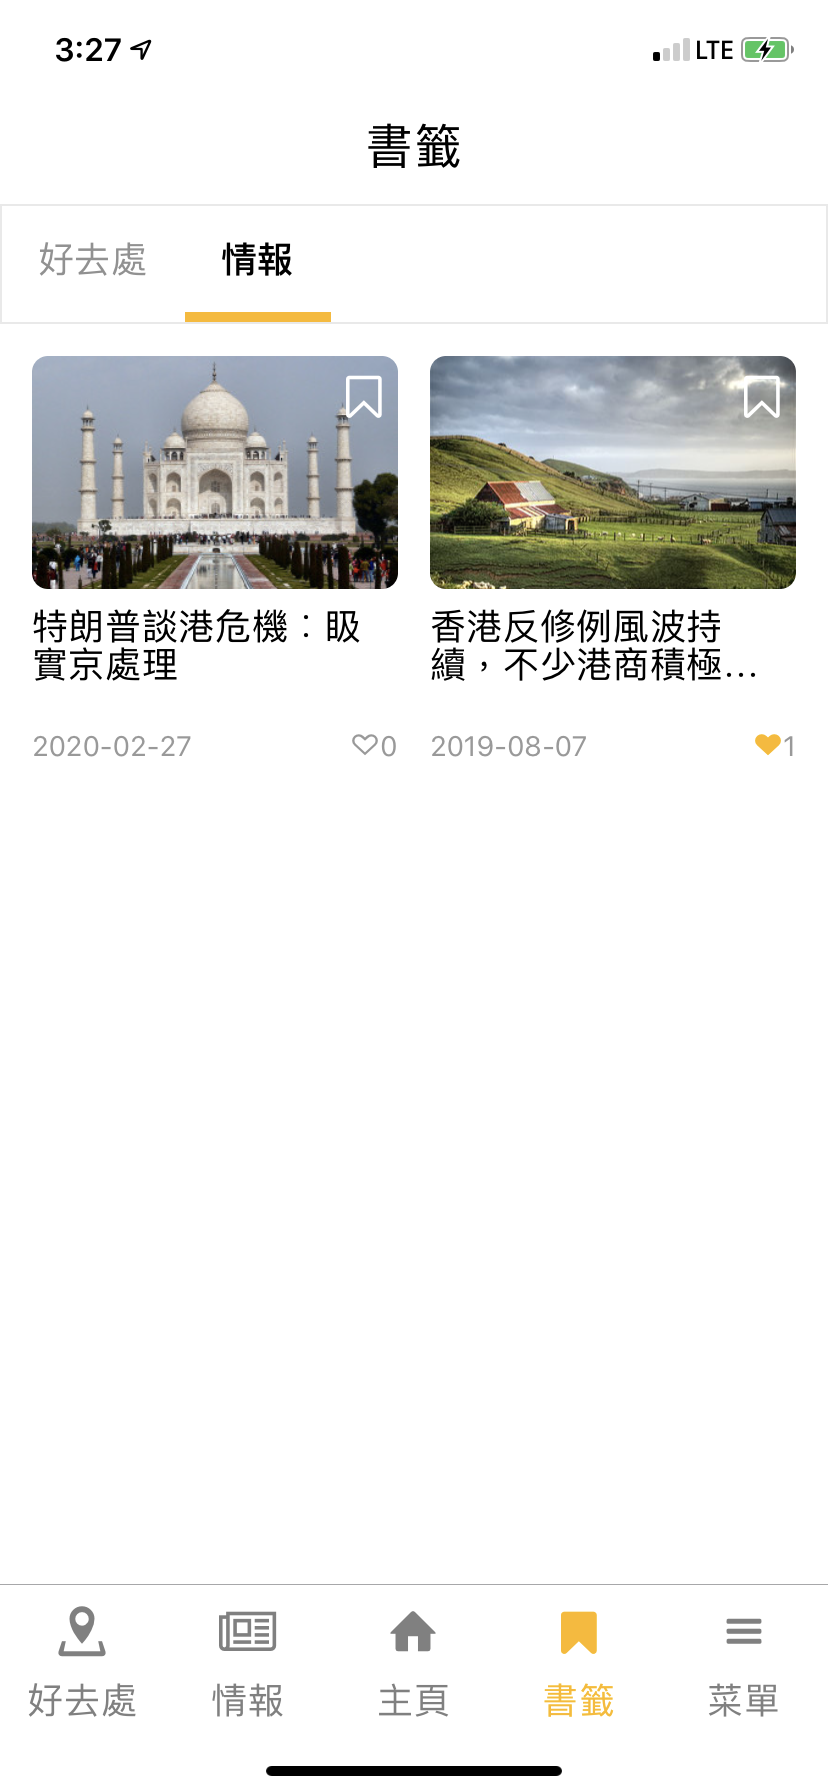 3:27
LTE
書籤
好去處
情報
特朗普談港危機︰眅
實京處理
2020-02-27
0
香港反修例風波持
續，不少港商積極...
2019-08-07
1
好去處
情報
主頁
書籤
菜單